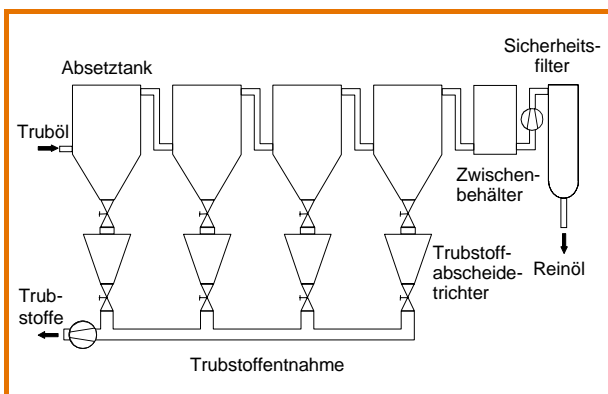 Sicherheits-
filter
Absetztank
Truböl
Zwischen-
behälter
Trubstoff-
abscheide-
trichter
Reinöl
Trub-
stoffe
Trubstoffentnahme